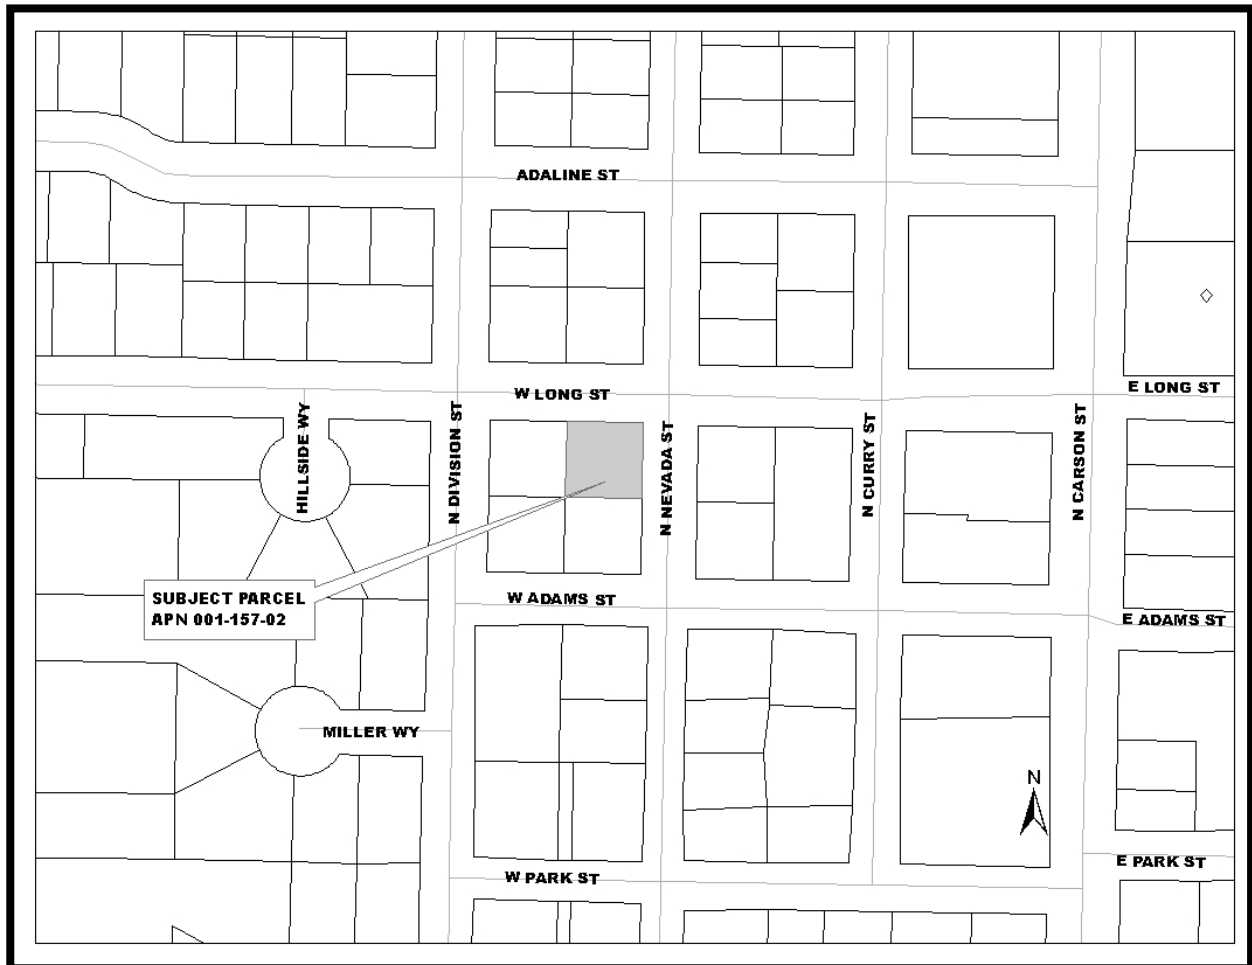 ADALINE ST
W LONG ST
E LONG ST
HILLSIDE WY
N DIVISION ST
N NEVADA ST
N CURRY ST
N CARSON ST
SUBJECT PARCEL
APN 001-157-02
W ADAMS ST
E ADAMS ST
MILLER WY
N
W PARK ST
E PARK ST